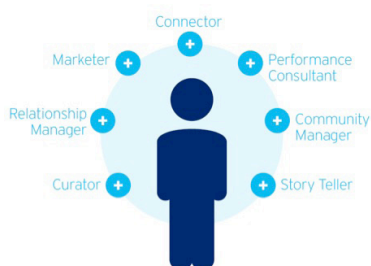 Connector
Marketer
Performance
Consultant
Relationship
Manager
Community
Manager
Curator
Story Teller